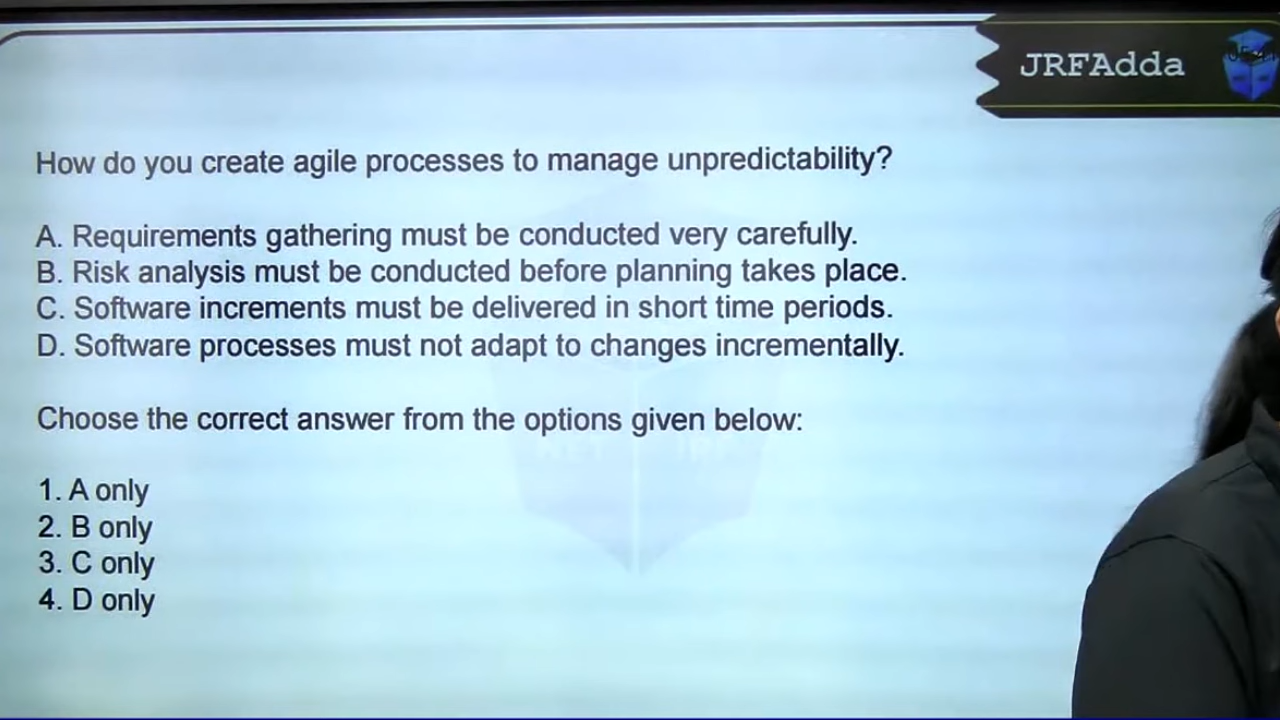 JRFAdda
How do you create agile processes to manage unpredictability?
A. Requirements gathering must be conducted very carefully.
B. Risk analysis must be conducted before planning takes place.
C. Software increments must be delivered in short time periods.
D. Software processes must not adapt to changes incrementally.
Choose the correct answer from the options given below:
1. A only
2. B only
3. C only
4. D only